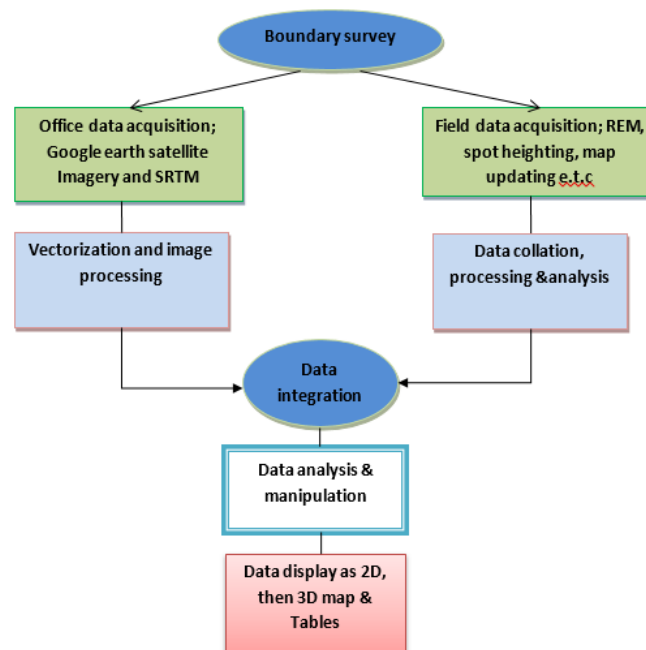 Boundary survey
Office data acquisition;
Google earth satellite
Imagery and SRTM
Field data acquisition; REM,
spot heighting, map
updating e.t.c
Vectorization and image
processing
Data collation,
processing &analysis
Data
integration
Data analysis &
manipulation
Data display as 2D,
then 3D map &
Tables